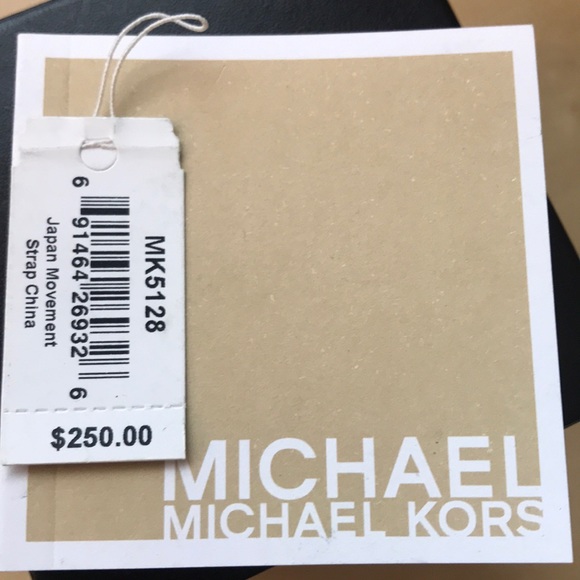 MK5128
6 91464 26932 6
Japan Movement
Strap China
$250.00
MICHAEL
MICHAEL KORS